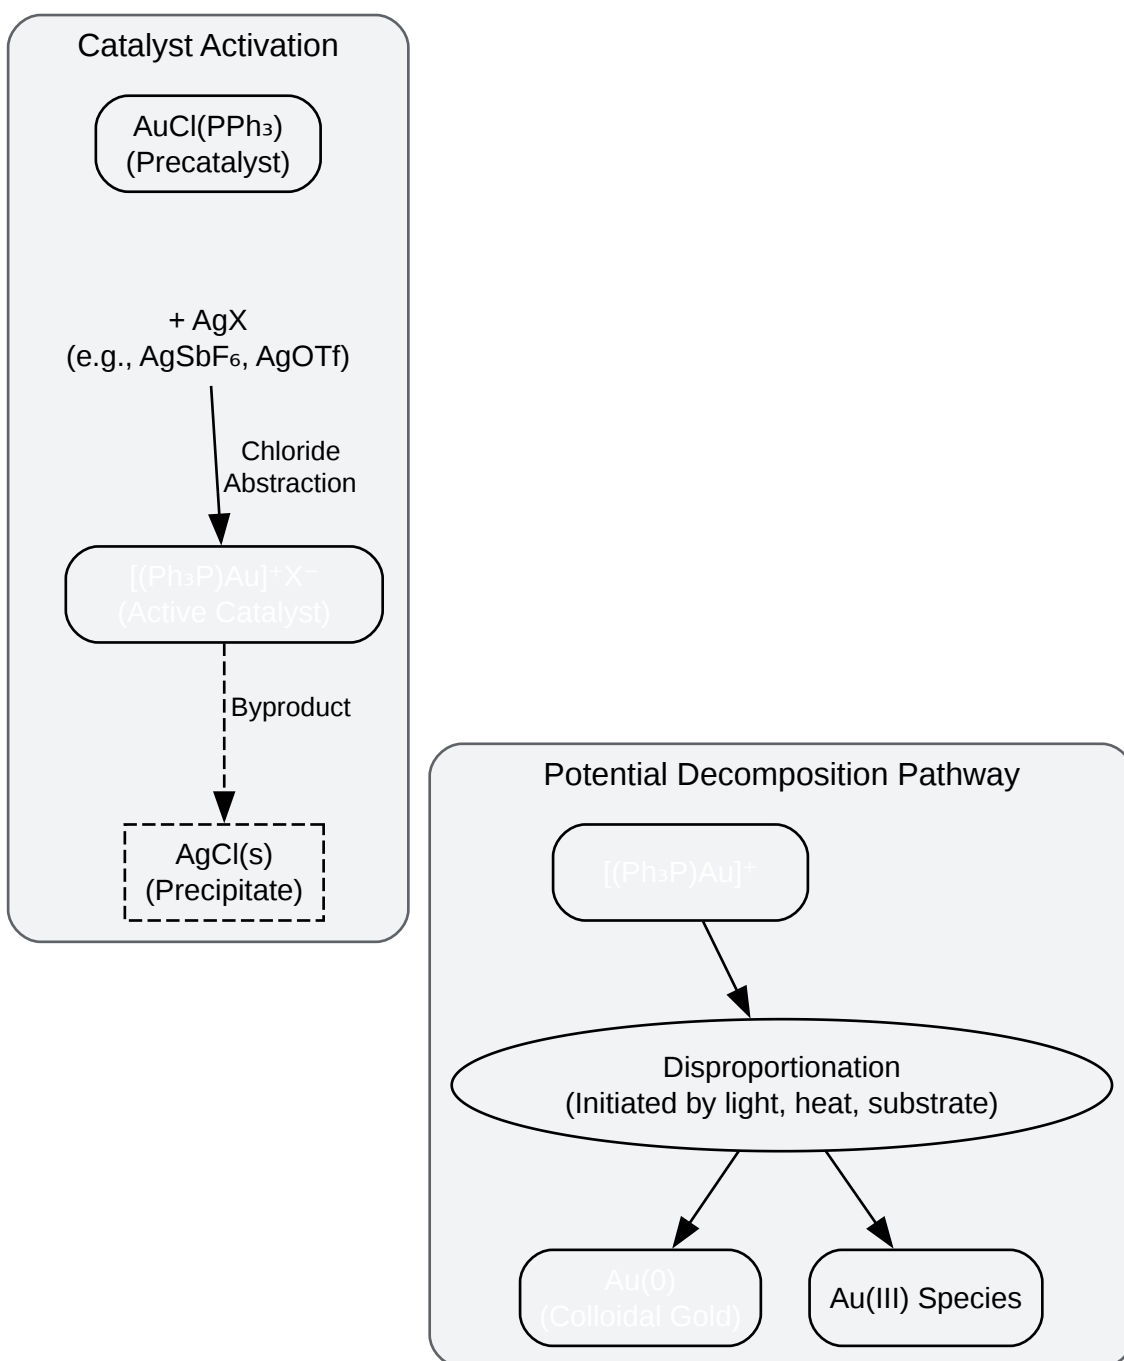 Catalyst Activation
AuCl(PPh₃)
(Precatalyst)
+ AgX
(e.g., AgSbF₆, AgOTf)
Chloride
Abstraction
[(Ph₃P)Au]⁺X⁻
(Active Catalyst)
Byproduct
AgCl(s)
(Precipitate)
Potential Decomposition Pathway
[(Ph₃P)Au]⁺
Disproportionation
(Initiated by light, heat, substrate)
Au(0)
(Colloidal Gold)
Au(III) Species